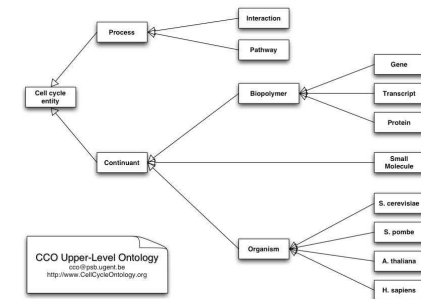 Interaction
Process
Pathway
Gene
Cell cycle
entity
Biopolymer
Transcript
Protein
Continuant
Small
Molecule
S. cerevisiae
S. pombe
Organism
A. thaliana
H. sapiens
CCO Upper-Level Ontology
cco@psb.ugent.be
http://www.CellCycleOntology.org